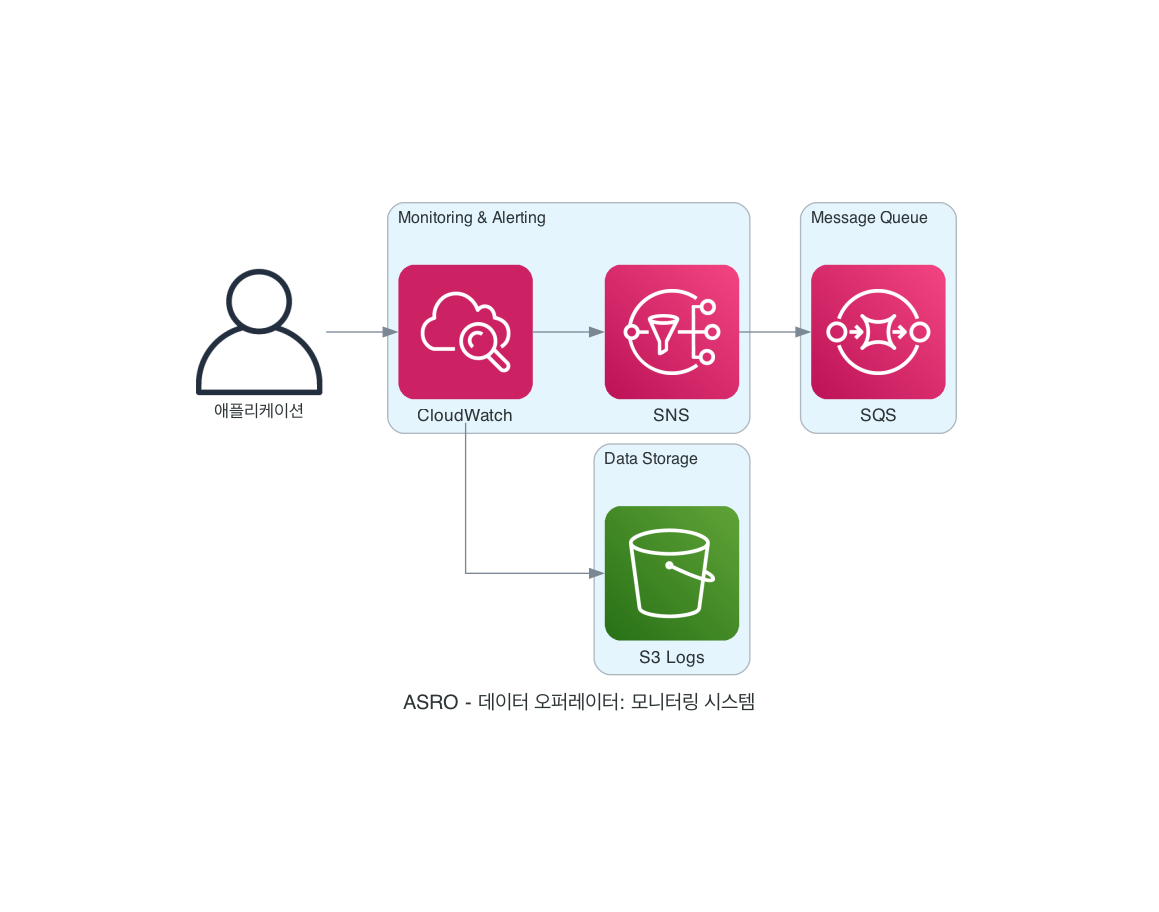 Monitoring & Alerting
Message Queue
애플리케이션
CloudWatch
SNS
SQS
Data Storage
S3 Logs
ASRO - 데이터 오퍼레이터: 모니터링 시스템